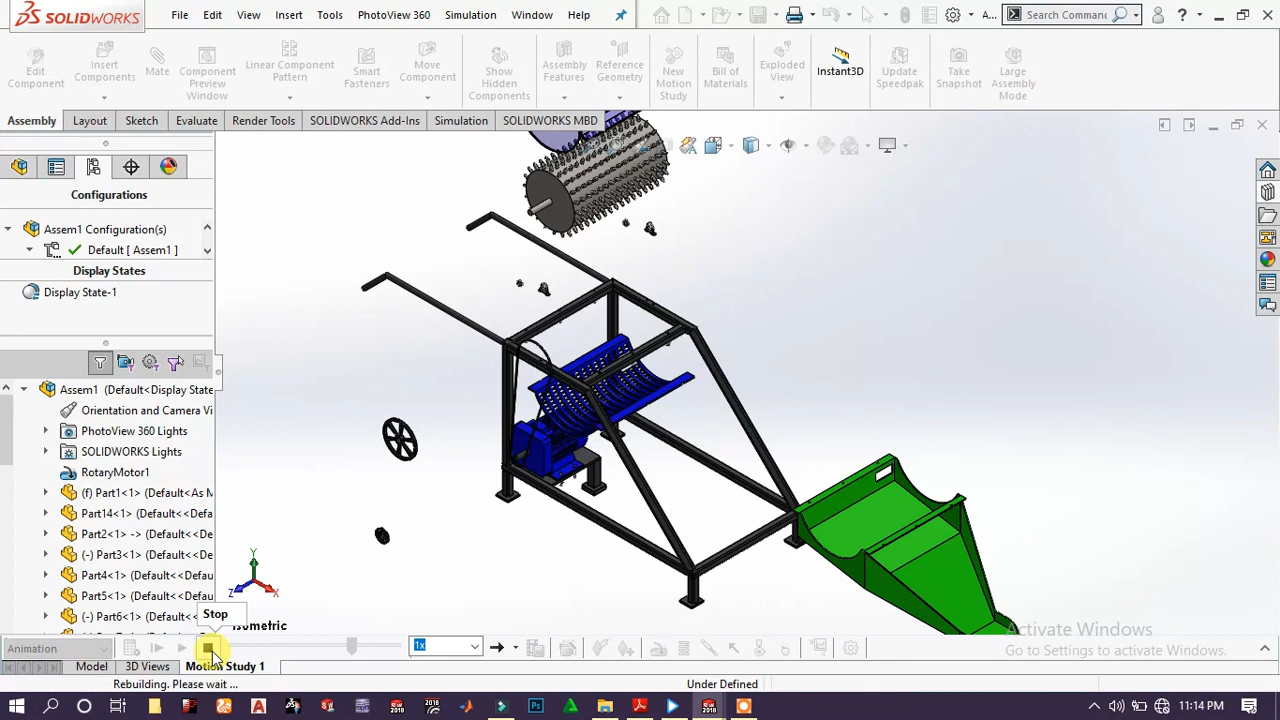 SOLIDWORKS
File Edit View Insert Tools PhotoView 360 Simulation Window Help A... Search Comman
Edit Component
Insert Components
Mate
Component Preview Window
Linear Component Pattern
Smart Fasteners
Move Component
Show Hidden Components
Assembly Features
Reference Geometry
New Motion Study
Bill of Materials
Exploded View
Instant3D
Update Speedpak
Take Snapshot
Large Assembly Mode
Assembly Layout Sketch Evaluate Render Tools SOLIDWORKS Add-Ins Simulation SOLIDWORKS MBD
Configurations
Assem1 Configuration(s)
Default [ Assem1 ]
Display States
Display State-1
Assem1 (Default<Display State
Orientation and Camera Vi
PhotoView 360 Lights
SOLIDWORKS Lights
RotaryMotor1
(f) Part1<1> (Default<As M
Part14<1> (Default<<Defau
Part2<1> -> (Default<<Defa
(-) Part3<1> (Default<<Def
Part4<1> (Default<<Defau
Part5<1> (Default<<Defau
(-) Part6<1> (Default<<Def
Stop
Isometric
Animation 1x
Model 3D Views Motion Study 1
Rebuilding. Please wait ... Under Defined
Activate Windows
Go to Settings to activate Windows.
11:14 PM